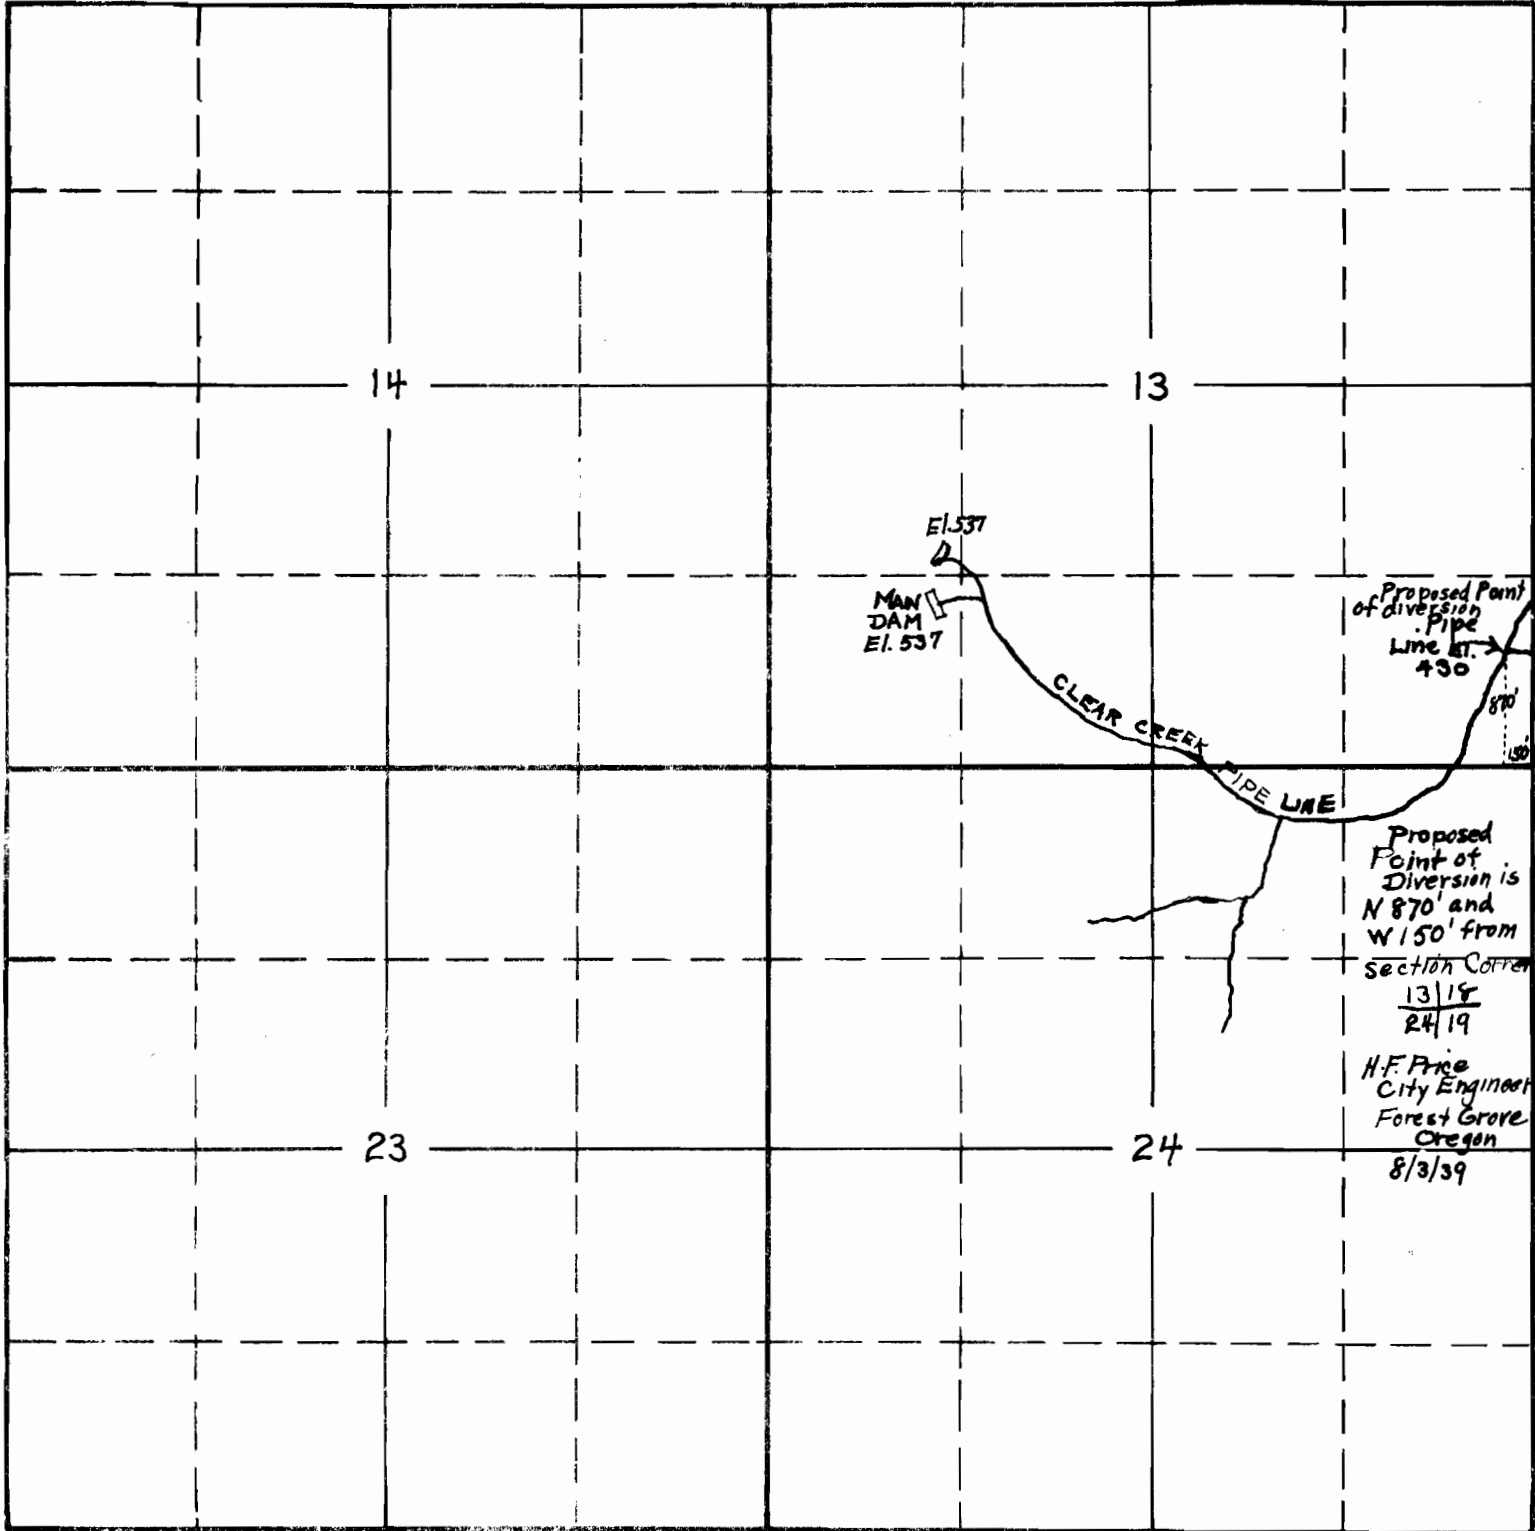 14
13
El.537
MAN
DAM
El. 537
Proposed Point
of diversion
Pipe
Line
430
870'
150'
CLEAR CREEK PIPE LINE
Proposed
Point of
Diversion is
N 870' and
W 150' from
section Corner
13|18
24|19
H.F. Price
City Engineer
Forest Grove
Oregon
8/3/39
23
24